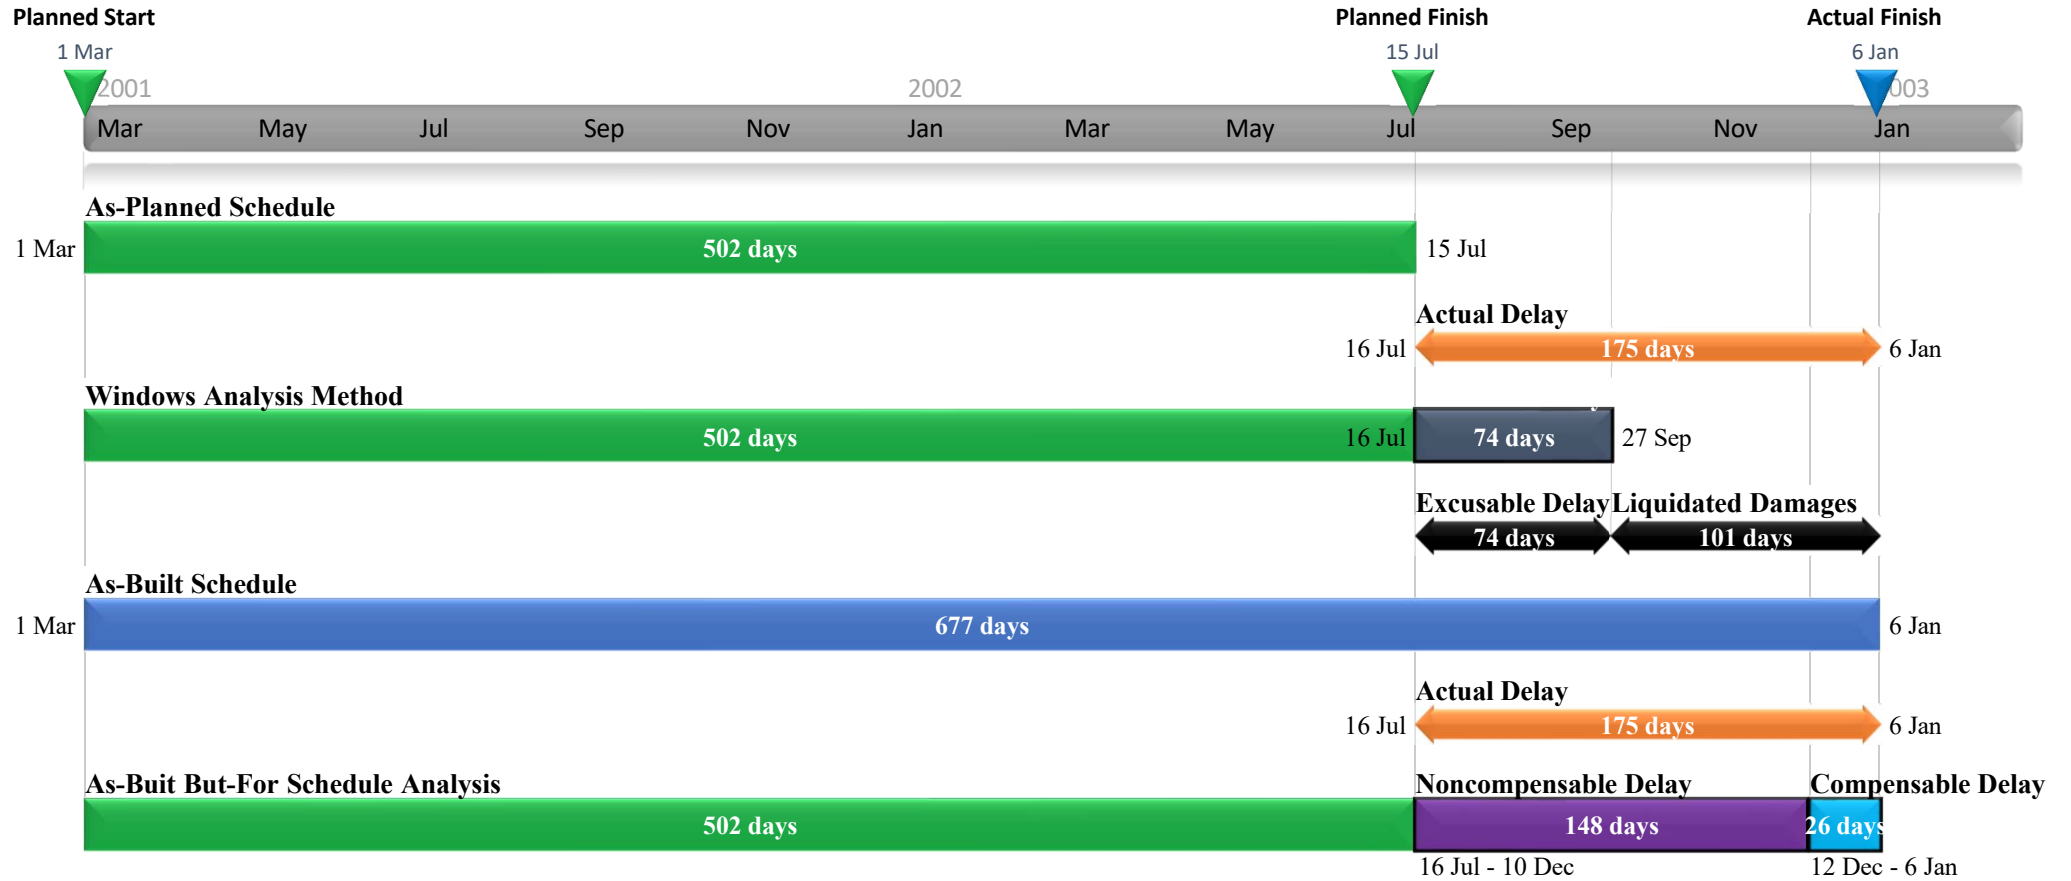 Planned Start Planned Finish Actual Finish
1 Mar 15 Jul 6 Jan
2001 2002 003
Mar May Jul Sep Nov Jan Mar May Jul Sep Nov Jan
As-Planned Schedule
1 Mar 502 days 15 Jul
Actual Delay
16 Jul 175 days 6 Jan
Windows Analysis Method
502 days 16 Jul 74 days 27 Sep
Excusable Delay Liquidated Damages
74 days 101 days
As-Built Schedule
1 Mar 677 days 6 Jan
Actual Delay
16 Jul 175 days 6 Jan
As-Buit But-For Schedule Analysis Noncompensable Delay Compensable Delay
502 days 148 days 26 days
16 Jul - 10 Dec 12 Dec - 6 Jan